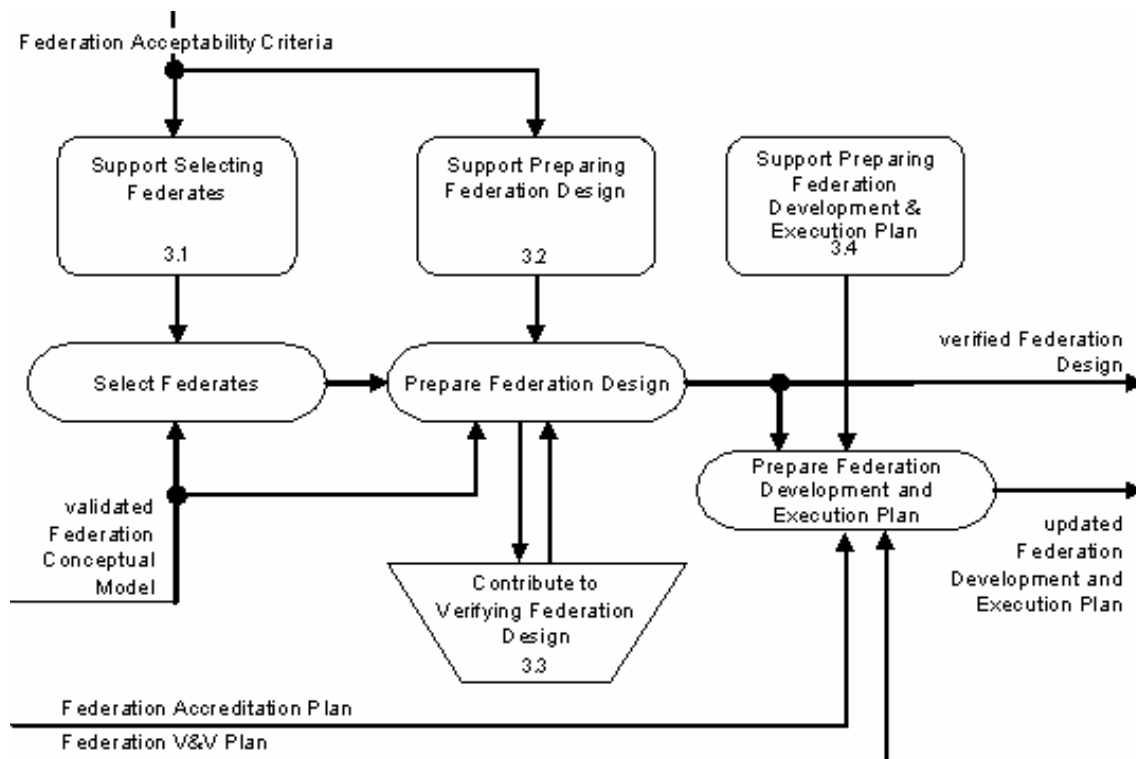 Federation Acceptability Criteria
Support Selecting
Federates
3.1
Support Preparing
Federation Design
3.2
Support Preparing
Federation
Development &
Execution Plan
3.4
Select Federates
Prepare Federation Design
verified Federation
Design
Prepare Federation
Development and
Execution Plan
validated
Federation
Conceptual
Model
updated
Federation
Development and
Execution Plan
Contribute to
Verifying Federation
Design
3.3
Federation Accreditation Plan
Federation V&V Plan